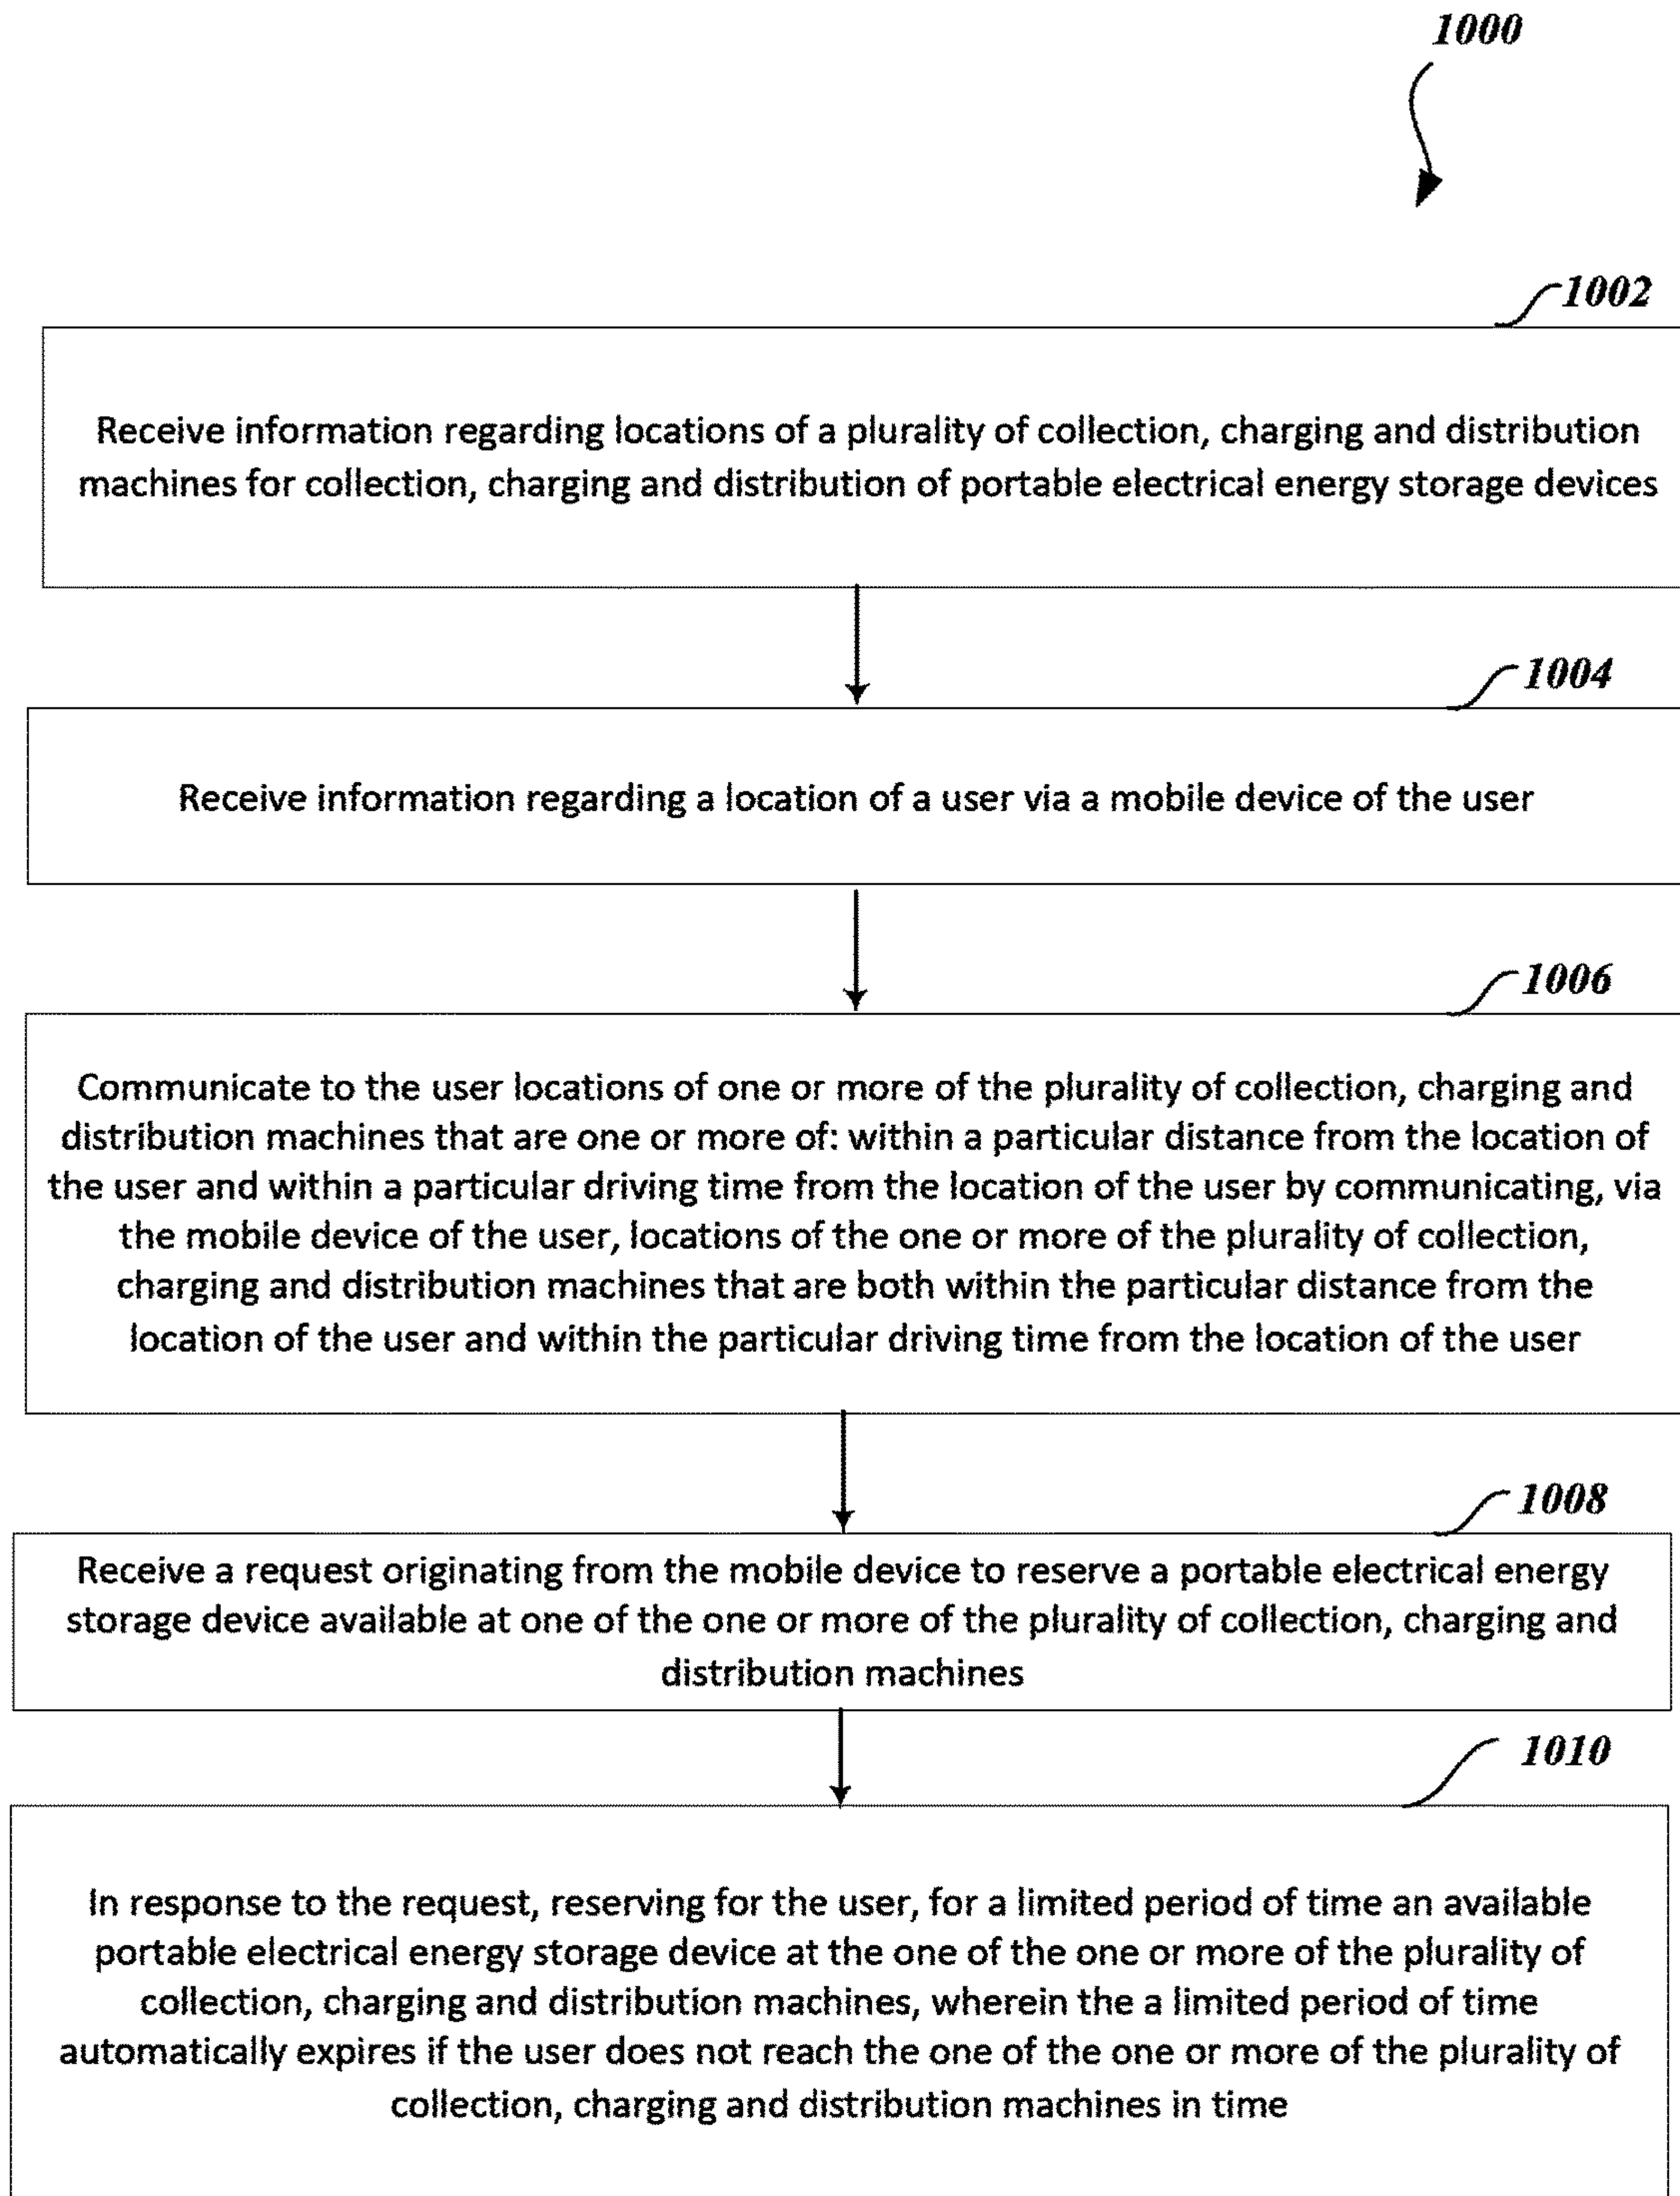 1000
1002
Receive information regarding locations of a plurality of collection, charging and distribution
machines for collection, charging and distribution of portable electrical energy storage devices
1004
Receive information regarding a location of a user via a mobile device of the user
1006
Communicate to the user locations of one or more of the plurality of collection, charging and
distribution machines that are one or more of: within a particular distance from the location of
the user and within a particular driving time from the location of the user by communicating, via
the mobile device of the user, locations of the one or more of the plurality of collection,
charging and distribution machines that are both within the particular distance from the
location of the user and within the particular driving time from the location of the user
1008
Receive a request originating from the mobile device to reserve a portable electrical energy
storage device available at one of the one or more of the plurality of collection, charging and
distribution machines
1010
In response to the request, reserving for the user, for a limited period of time an available
portable electrical energy storage device at the one of the one or more of the plurality of
collection, charging and distribution machines, wherein the a limited period of time
automatically expires if the user does not reach the one of the one or more of the plurality of
collection, charging and distribution machines in time